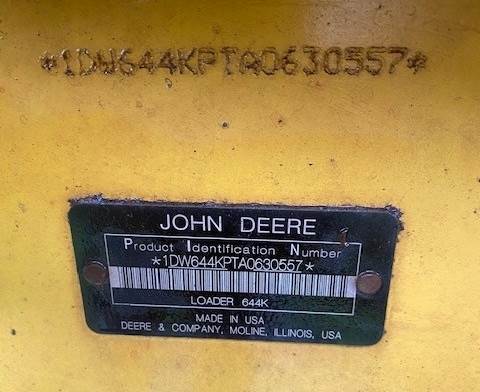 *1DW644KPTA0630557*
JOHN DEERE
Product Identification Number
*1DW644KPTA0630557*
LOADER 644K
MADE IN USA
DEERE & COMPANY, MOLINE, ILLINOIS, USA